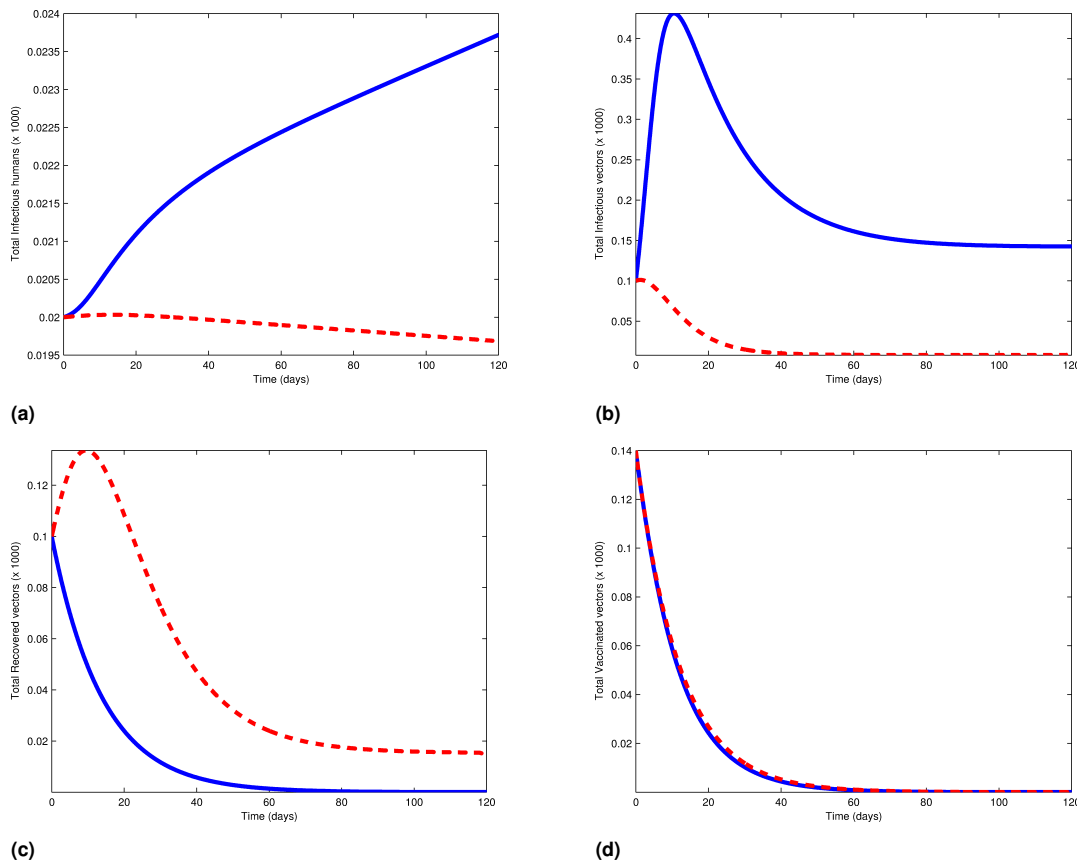 0.024
0.0235
0.023
0.0225
0.022
0.0215
0.021
0.0205
0.02
0.0195
0 20 40 60 80 100 120
Time (days)
Total Infectious humans (x 1000)
(a)
0.4
0.35
0.3
0.25
0.2
0.15
0.1
0.05
0 20 40 60 80 100 120
Time (days)
Total Infectious vectors (x 1000)
(b)
0.12
0.1
0.08
0.06
0.04
0.02
0 20 40 60 80 100 120
Time (days)
Total Recovered vectors (x 1000)
(c)
0.14
0.12
0.1
0.08
0.06
0.04
0.02
0 20 40 60 80 100 120
Time (days)
Total Vaccinated vectors (x 1000)
(d)